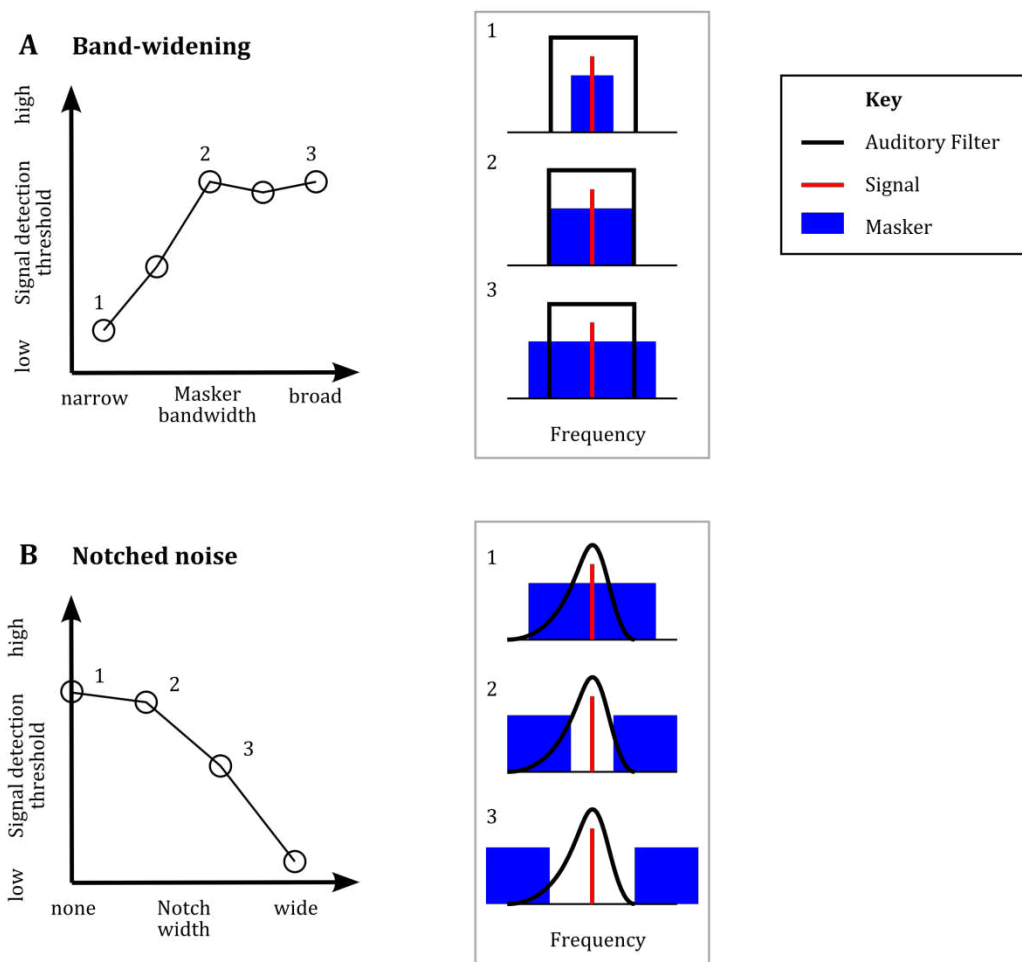 A Band-widening
high
Signal detection
threshold
low
1
2
3
narrow
Masker
bandwidth
broad
1
2
3
Frequency
Key
Auditory Filter
Signal
Masker
B Notched noise
high
Signal detection
threshold
low
1
2
3
none
Notch
width
wide
1
2
3
Frequency